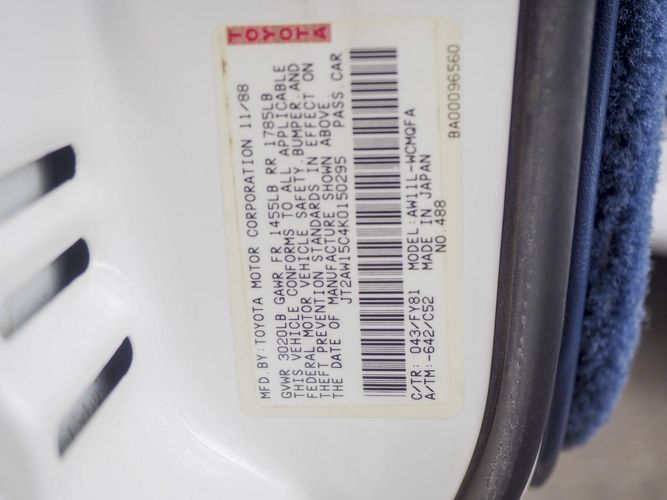 TOYOTA
MFD.BY:TOYOTA MOTOR CORPORATION 11/88
GVWR 3020LB GAWR FR 1455LB RR 1785LB
THIS VEHICLE CONFORMS TO ALL APPLICABLE
FEDERAL MOTOR VEHICLE SAFETY,BUMPER AND
THEFT PREVENTION STANDARDS IN EFFECT ON
THE DATE OF MANUFACTURE SHOWN ABOVE.
JT2AW15C4K0150295 PASS.CAR
C/TR: 043/FY81 MODEL:AW11L-WCMQFA
A/TM:-642/C52 MADE IN JAPAN
NO.488 BA00096560